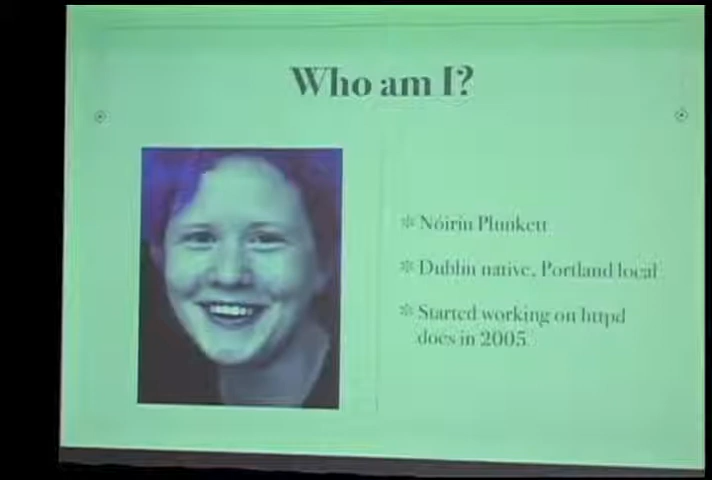 Who am I?
Nóirín Plunkett
Dublin native, Portland local
Started working on httpd
docs in 2005.